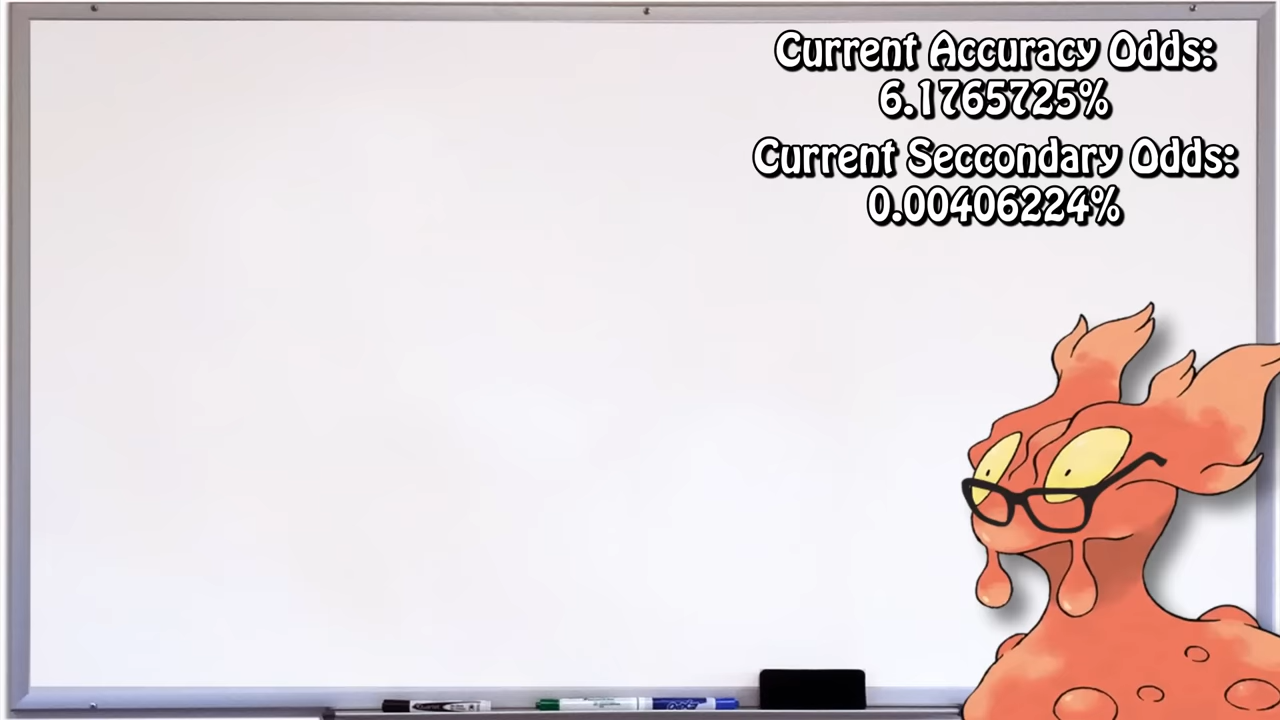 Current Accuracy Odds:
6.1765725%
Current Seccondary Odds:
0.00406224%